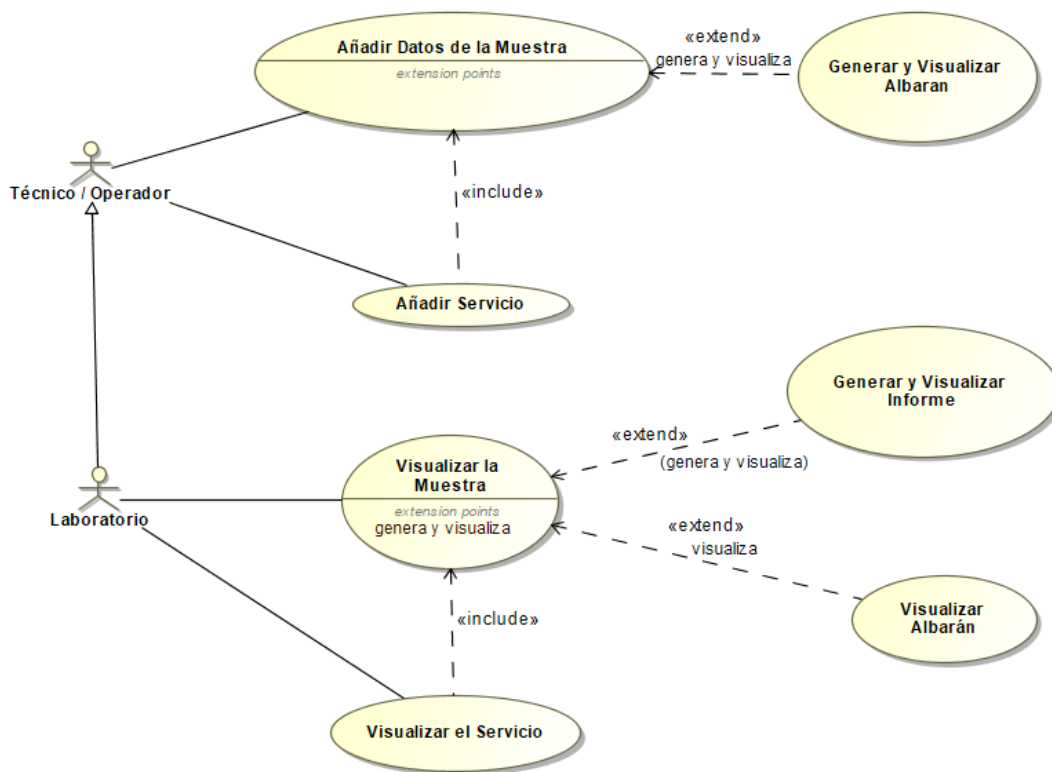 Añadir Datos de la Muestra
extension points
«extend»
genera y visualiza
Generar y Visualizar
Albaran
Técnico / Operador
«include»
Añadir Servicio
Generar y Visualizar
Informe
«extend»
(genera y visualiza)
Visualizar la
Muestra
extension points
genera y visualiza
Laboratorio
«extend»
visualiza
Visualizar
Albarán
«include»
Visualizar el Servicio